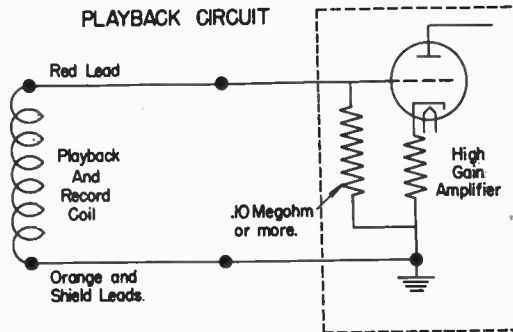 PLAYBACK CIRCUIT
Red Lead
Playback
And
Record
Coil
.10 Megohm
or more.
High
Gain
Amplifier
Orange and
Shield Leads.